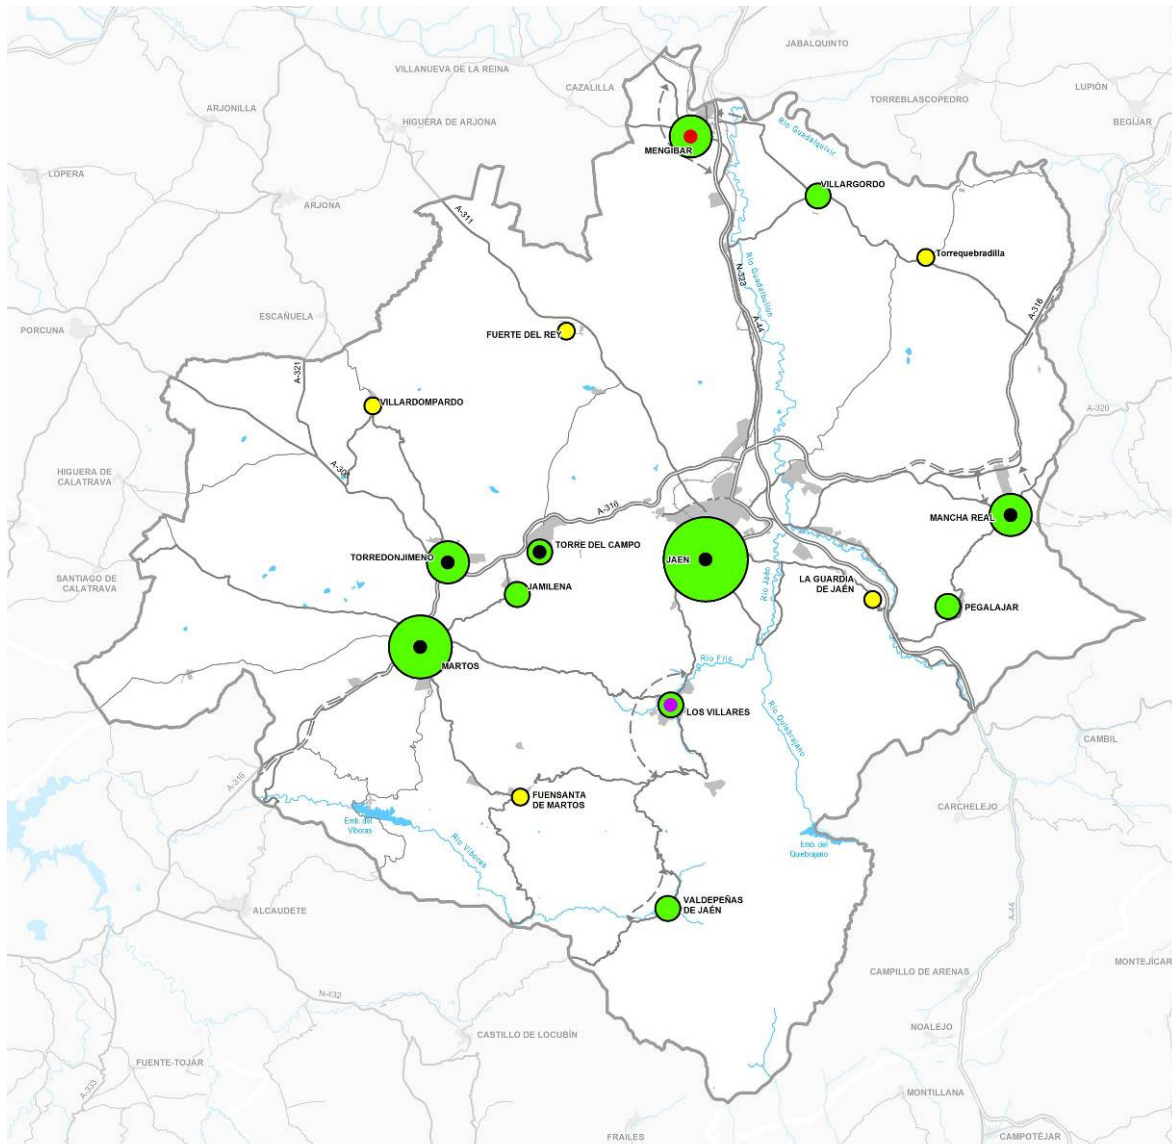 JABALQUINTO
VILLANUEVA DE LA REINA
CAZALILLA
TORREBLASCOPEDRO
LUPIÓN
ARJONILLA
BEGÍJAR
HIGUERA DE ARJONA
Río Guadalquivir
MENGIBAR
LOPERA
VILLARGORDO
ARJONA
A-311
Torrequebradilla
N-323
Río Guadalbullón
A-316
ESCAÑUELA
A-44
PORCUNA
FUERTE DEL REY
A-321
VILLARDOMPARDO
A-320
HIGUERA DE
CALATRAVA
A-316
MANCHA REAL
TORREDONJIMENO
TORRE DEL CAMPO
JAEN
SANTIAGO DE
CALATRAVA
JAMILENA
Río Jaén
LA GUARDIA
DE JAÉN
PEGALAJAR
MARTOS
Río Frío
LOS VILLARES
Río Quiebrajano
CAMBIL
A-316
FUENSANTA
DE MARTOS
CARCHELEJO
Emb. del
Víboras
Río Víboras
Emb. del
Quebrajano
ALCAUDETE
VALDEPEÑAS
DE JAÉN
A-44
MONTEJÍCAR
CAMPILLO DE ARENAS
N-432
NOALEJO
CASTILLO DE LOCUBÍN
FUENTE-TOJAR
A-333
MONTILLANA
FRAILES
CAMPOTÉJAR